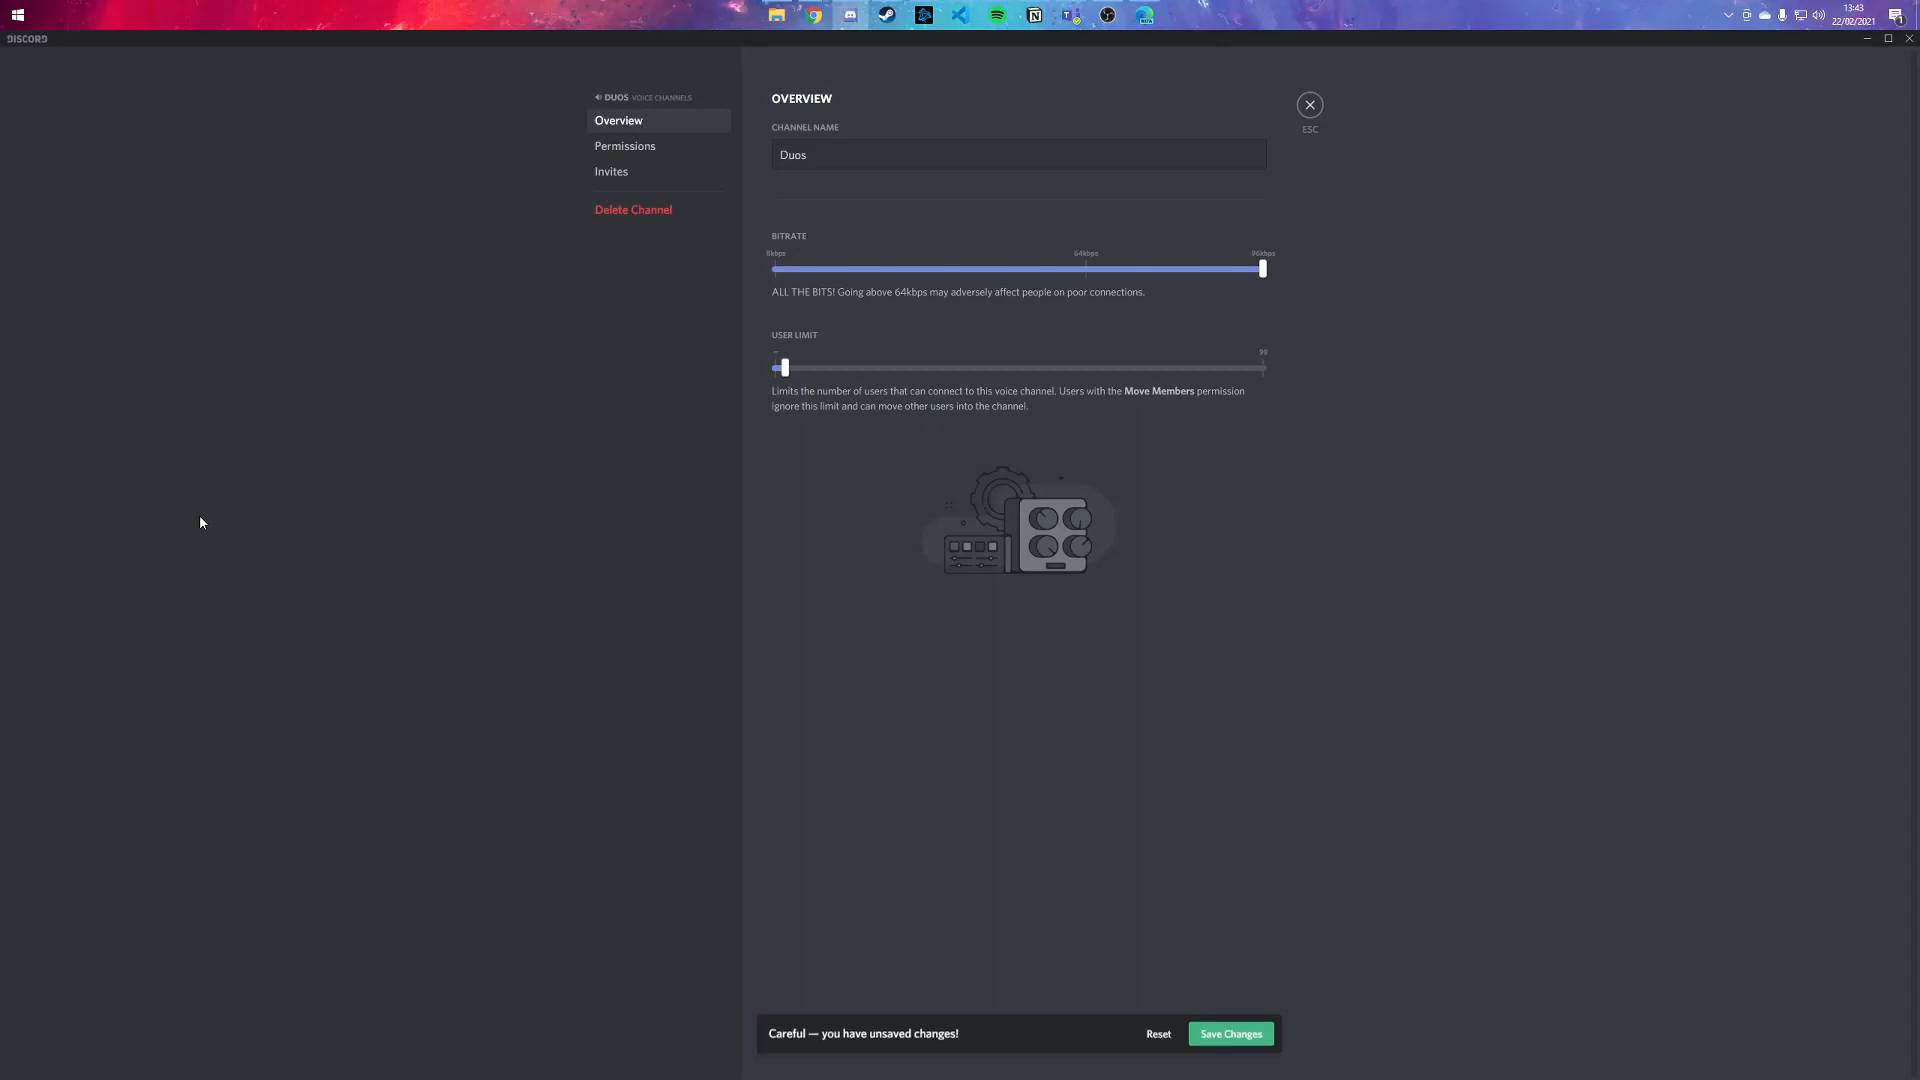 13:43
22/02/2021
1
DISCORD
DUOS VOICE CHANNELS
Overview
Permissions
Invites
Delete Channel
OVERVIEW
CHANNEL NAME
Duos
ESC
BITRATE
8kbps 64kbps 96kbps
ALL THE BITS! Going above 64kbps may adversely affect people on poor connections.
USER LIMIT
99
Limits the number of users that can connect to this voice channel. Users with the Move Members permission
ignore this limit and can move other users into the channel.
Careful — you have unsaved changes!
Reset
Save Changes